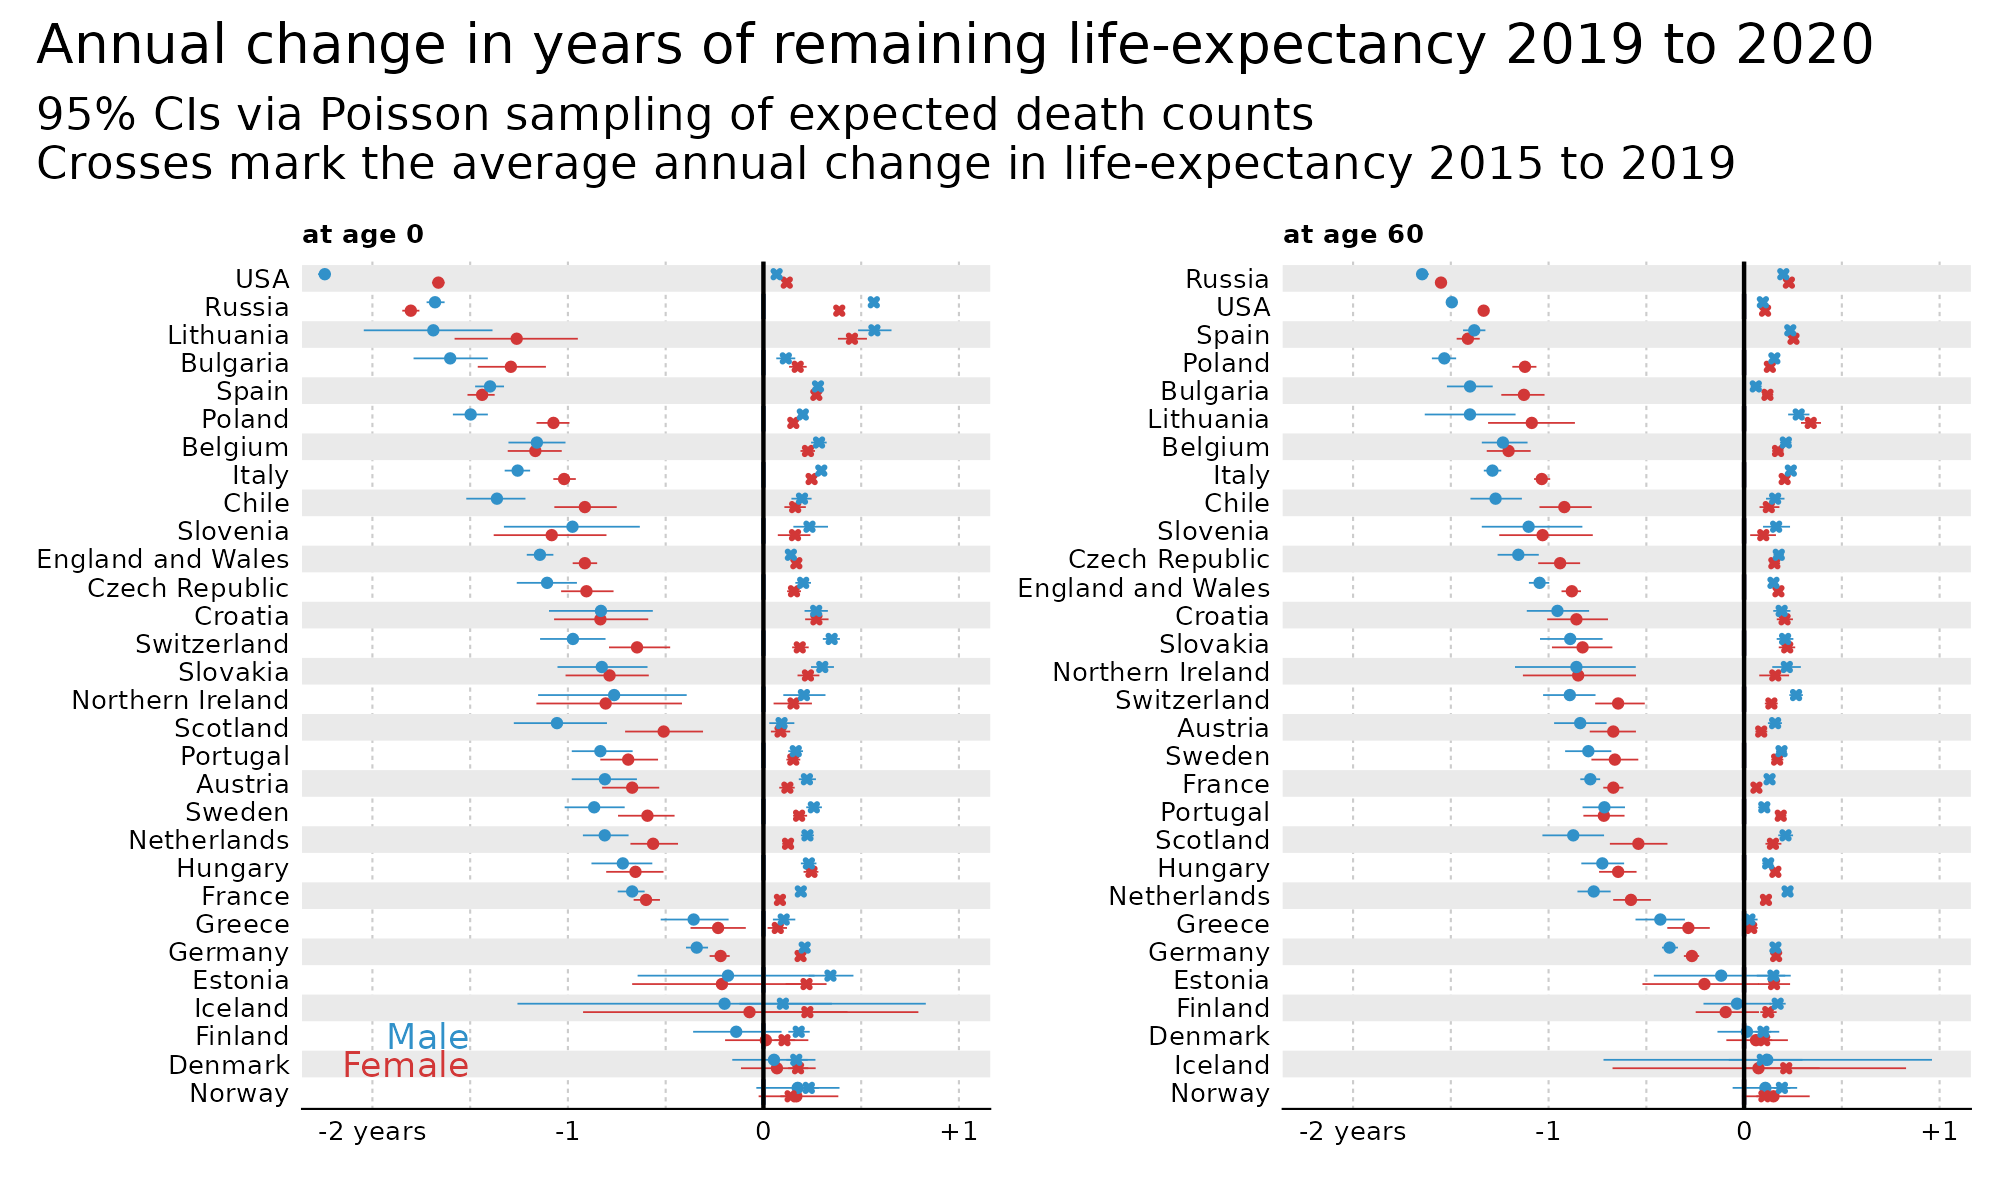 Annual change in years of remaining life-expectancy 2019 to 2020
95% CIs via Poisson sampling of expected death counts
Crosses mark the average annual change in life-expectancy 2015 to 2019
at age 0
USA
Russia
Lithuania
Bulgaria
Spain
Poland
Belgium
Italy
Chile
Slovenia
England and Wales
Czech Republic
Croatia
Switzerland
Slovakia
Northern Ireland
Scotland
Portugal
Austria
Sweden
Netherlands
Hungary
France
Greece
Germany
Estonia
Iceland
Finland
Denmark
Norway
Male
Female
-2 years -1 0 +1
at age 60
Russia
USA
Spain
Poland
Bulgaria
Lithuania
Belgium
Italy
Chile
Slovenia
Czech Republic
England and Wales
Croatia
Slovakia
Northern Ireland
Switzerland
Austria
Sweden
France
Portugal
Scotland
Hungary
Netherlands
Greece
Germany
Estonia
Finland
Denmark
Iceland
Norway
-2 years -1 0 +1